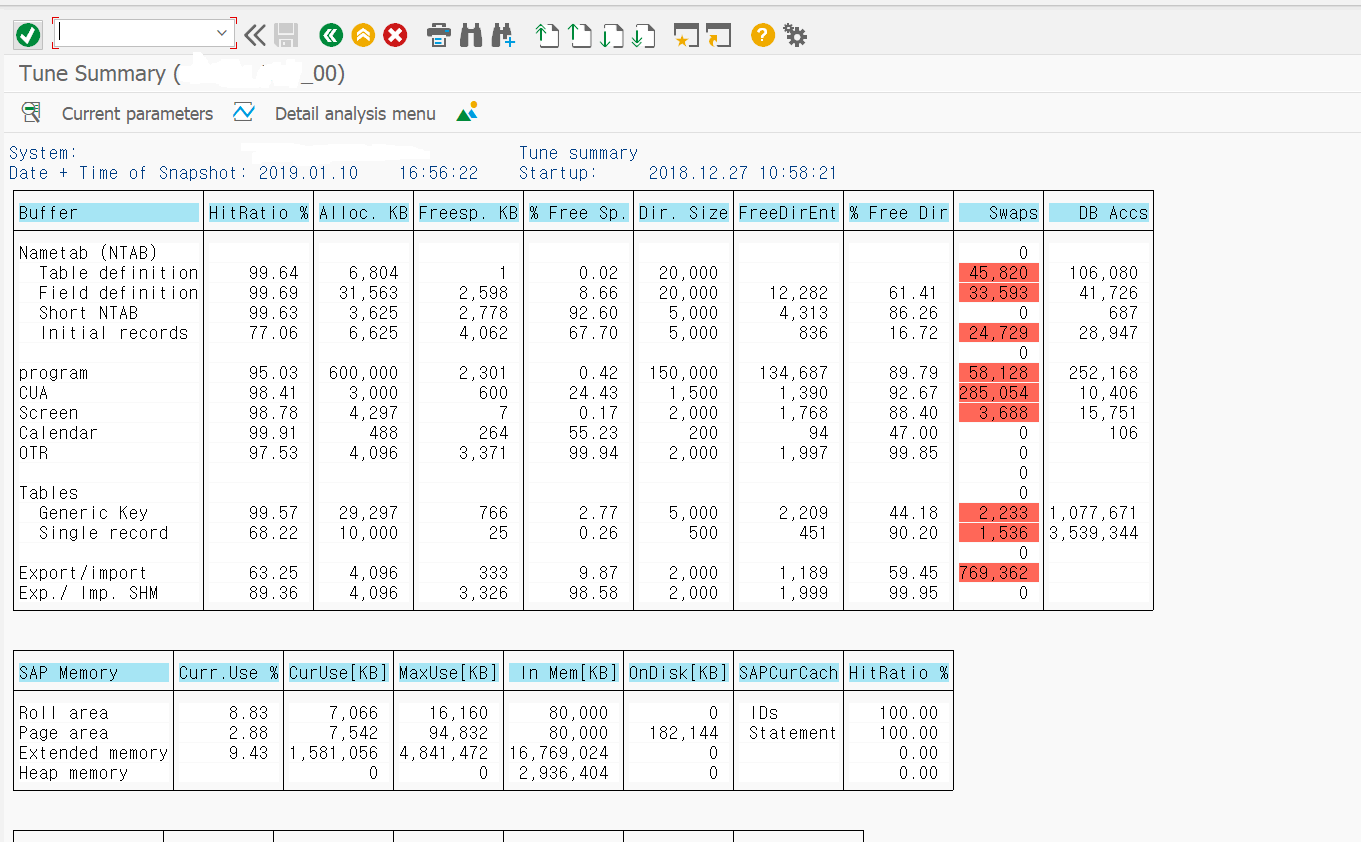 Tune Summary ( _00)
Current parameters Detail analysis menu
System: Tune summary
Date + Time of Snapshot: 2019.01.10 16:56:22 Startup: 2018.12.27 10:58:21
Buffer HitRatio % Alloc. KB Freesp. KB % Free Sp. Dir. Size FreeDirEnt % Free Dir Swaps DB Accs
Nametab (NTAB) 0
Table definition 99.64 6,804 1 0.02 20,000 45,820 106,080
Field definition 99.69 31,563 2,598 8.66 20,000 12,282 61.41 33,593 41,726
Short NTAB 99.63 3,625 2,778 92.60 5,000 4,313 86.26 0 687
Initial records 77.06 6,625 4,062 67.70 5,000 836 16.72 24,729 28,947
0
program 95.03 600,000 2,301 0.42 150,000 134,687 89.79 58,128 252,168
CUA 98.41 3,000 600 24.43 1,500 1,390 92.67 285,054 10,406
Screen 98.78 4,297 7 0.17 2,000 1,768 88.40 3,688 15,751
Calendar 99.91 488 264 55.23 200 94 47.00 0 106
OTR 97.53 4,096 3,371 99.94 2,000 1,997 99.85 0
0
Tables 0
Generic Key 99.57 29,297 766 2.77 5,000 2,209 44.18 2,233 1,077,671
Single record 68.22 10,000 25 0.26 500 451 90.20 1,536 3,539,344
0
Export/import 63.25 4,096 333 9.87 2,000 1,189 59.45 769,362
Exp./ Imp. SHM 89.36 4,096 3,326 98.58 2,000 1,999 99.95 0
SAP Memory Curr.Use % CurUse[KB] MaxUse[KB] In Mem[KB] OnDisk[KB] SAPCurCach HitRatio %
Roll area 8.83 7,066 16,160 80,000 0 IDs 100.00
Page area 2.88 7,542 94,832 80,000 182,144 Statement 100.00
Extended memory 9.43 1,581,056 4,841,472 16,769,024 0 0.00
Heap memory 0 0 2,936,404 0 0.00